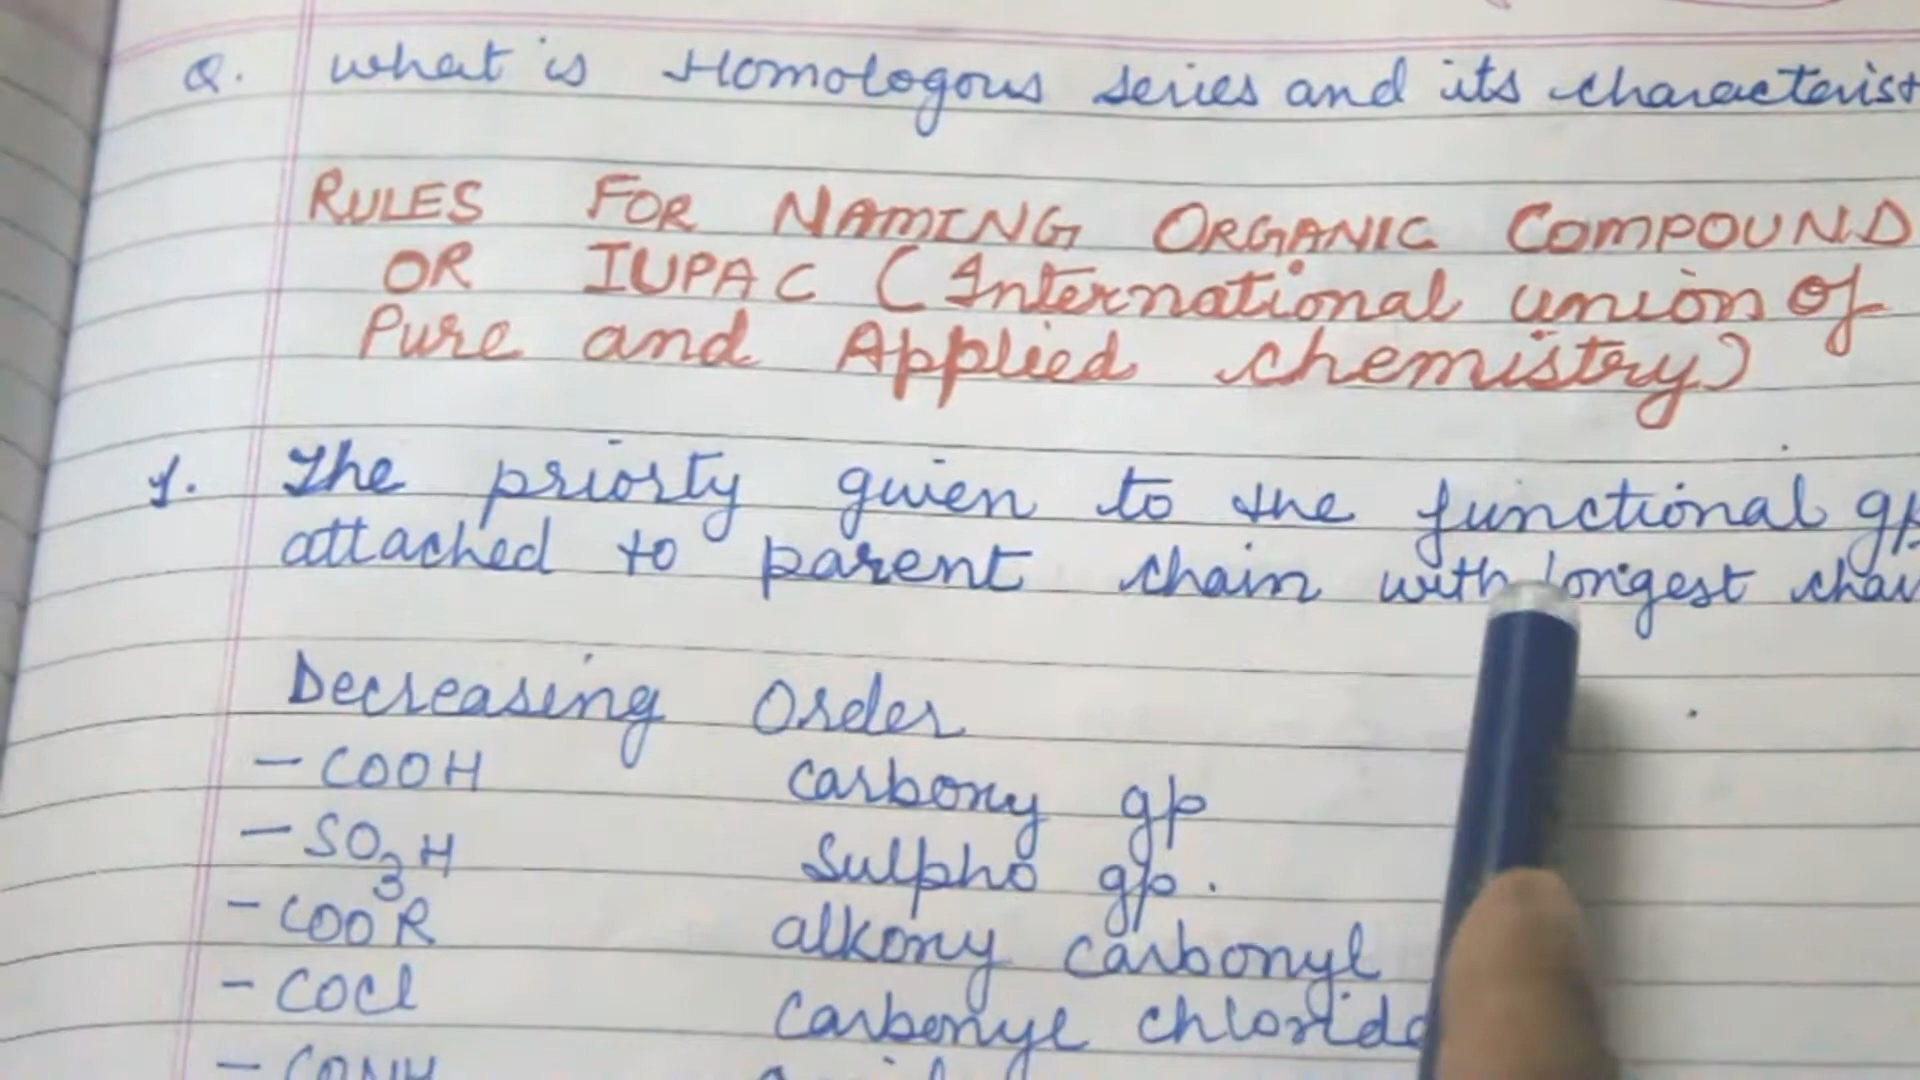 Q. what is Homologous series and its characterist
RULES FOR NAMING ORGANIC COMPOUND
OR IUPAC (International union of
Pure and Applied chemistry)
1. The priorty given to the functional gp
attached to parent chain with longest chai
Decreasing Order
- COOH carbony gp
- SO3H Sulpho gp.
- COOR alkony carbonyl
- COCl Carbonyl chloride
- CONH